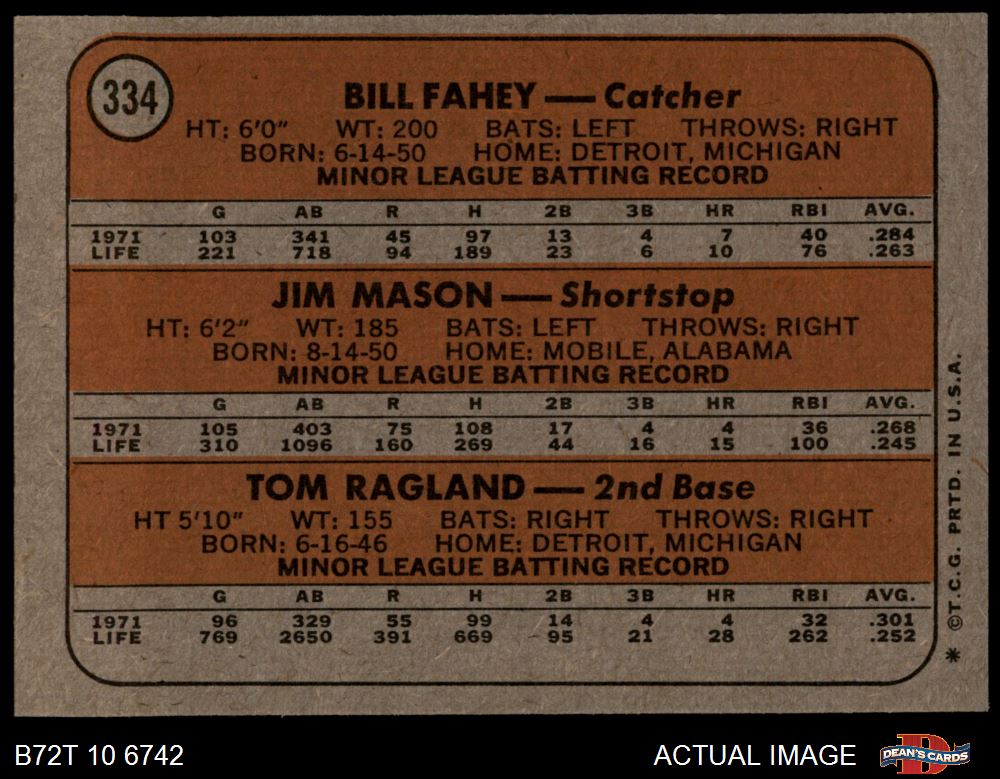 334
BILL FAHEY — Catcher
HT: 6'0" WT: 200 BATS: LEFT THROWS: RIGHT
BORN: 6-14-50 HOME: DETROIT, MICHIGAN
MINOR LEAGUE BATTING RECORD
G AB R H 2B 3B HR RBI AVG.
1971 103 341 45 97 13 4 7 40 .284
LIFE 221 718 94 189 23 6 10 76 .263
JIM MASON — Shortstop
HT: 6'2" WT: 185 BATS: LEFT THROWS: RIGHT
BORN: 8-14-50 HOME: MOBILE, ALABAMA
MINOR LEAGUE BATTING RECORD
G AB R H 2B 3B HR RBI AVG.
1971 105 403 75 108 17 4 4 36 .268
LIFE 310 1096 160 269 44 16 15 100 .245
TOM RAGLAND — 2nd Base
HT 5'10" WT: 155 BATS: RIGHT THROWS: RIGHT
BORN: 6-16-46 HOME: DETROIT, MICHIGAN
MINOR LEAGUE BATTING RECORD
G AB R H 2B 3B HR RBI AVG.
1971 96 329 55 99 14 4 4 32 .301
LIFE 769 2650 391 669 95 21 28 262 .252
* ©T.C.G. PRTD. IN U.S.A.
B72T 10 6742 ACTUAL IMAGE DEAN'S CARDS